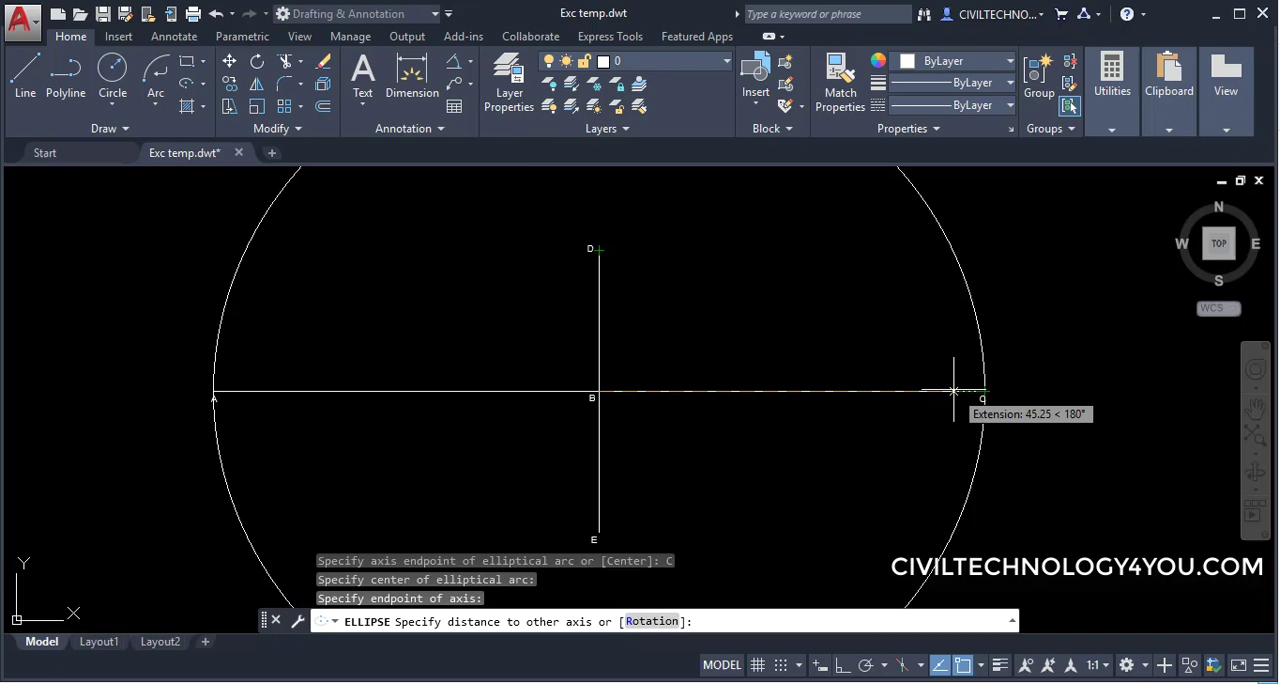 Drafting & Annotation
Exc temp.dwt
Type a keyword or phrase
CIVILTECHNO...
Home Insert Annotate Parametric View Manage Output Add-ins Collaborate Express Tools Featured Apps
Line Polyline Circle Arc
Text Dimension
Layer Properties
0
Insert
Match Properties
ByLayer
ByLayer
ByLayer
Group
Utilities Clipboard View
Draw Modify Annotation Layers Block Properties Groups
Start Exc temp.dwt*
N
W TOP E
S
WCS
D
A B C
Extension: 45.25 < 180°
E
Y
X
CIVILTECHNOLOGY4YOU.COM
Specify axis endpoint of elliptical arc or [Center]: C
Specify center of elliptical arc:
Specify endpoint of axis:
ELLIPSE Specify distance to other axis or [Rotation]:
Model Layout1 Layout2 +
MODEL 1:1